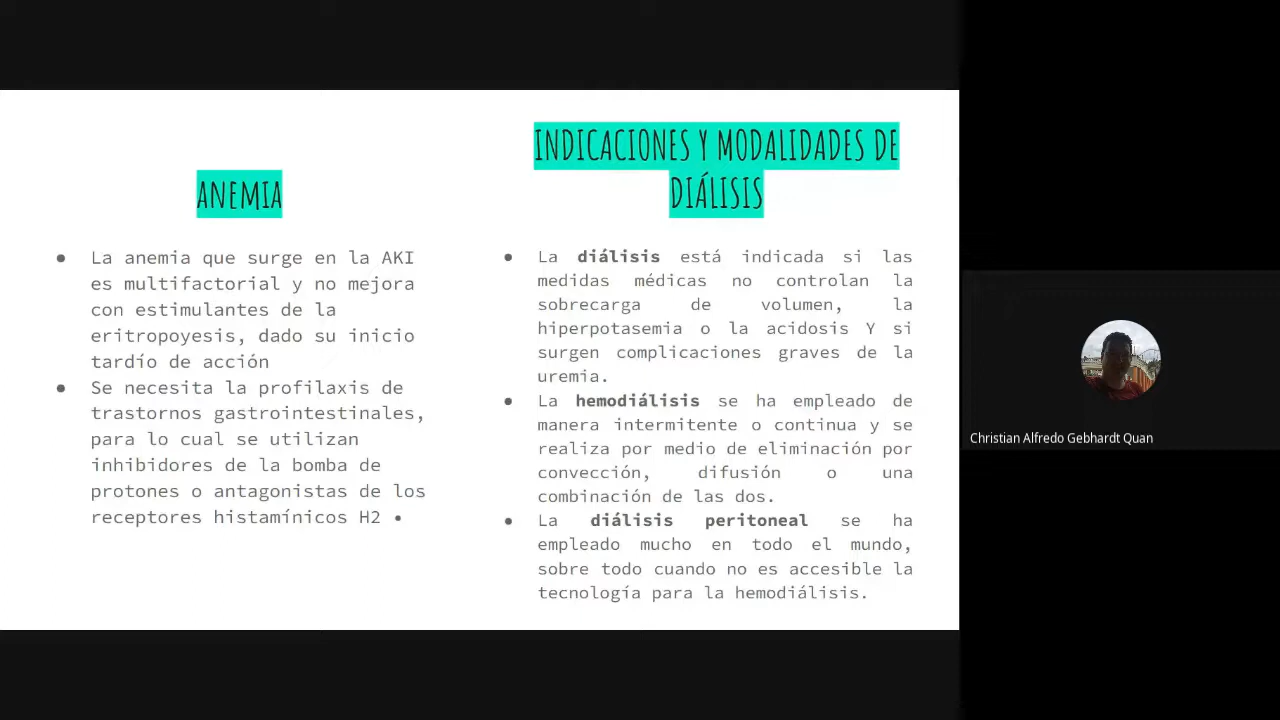 ANEMIA
La anemia que surge en la AKI
es multifactorial y no mejora
con estimulantes de la
eritropoyesis, dado su inicio
tardío de acción
Se necesita la profilaxis de
trastornos gastrointestinales,
para lo cual se utilizan
inhibidores de la bomba de
protones o antagonistas de los
receptores histamínicos H2 •
INDICACIONES Y MODALIDADES DE
DIÁLISIS
La diálisis está indicada si las
medidas médicas no controlan la
sobrecarga de volumen, la
hiperpotasemia o la acidosis Y si
surgen complicaciones graves de la
uremia.
La hemodiálisis se ha empleado de
manera intermitente o continua y se
realiza por medio de eliminación por
convección, difusión o una
combinación de las dos.
La diálisis peritoneal se ha
empleado mucho en todo el mundo,
sobre todo cuando no es accesible la
tecnología para la hemodiálisis.
Christian Alfredo Gebhardt Quan